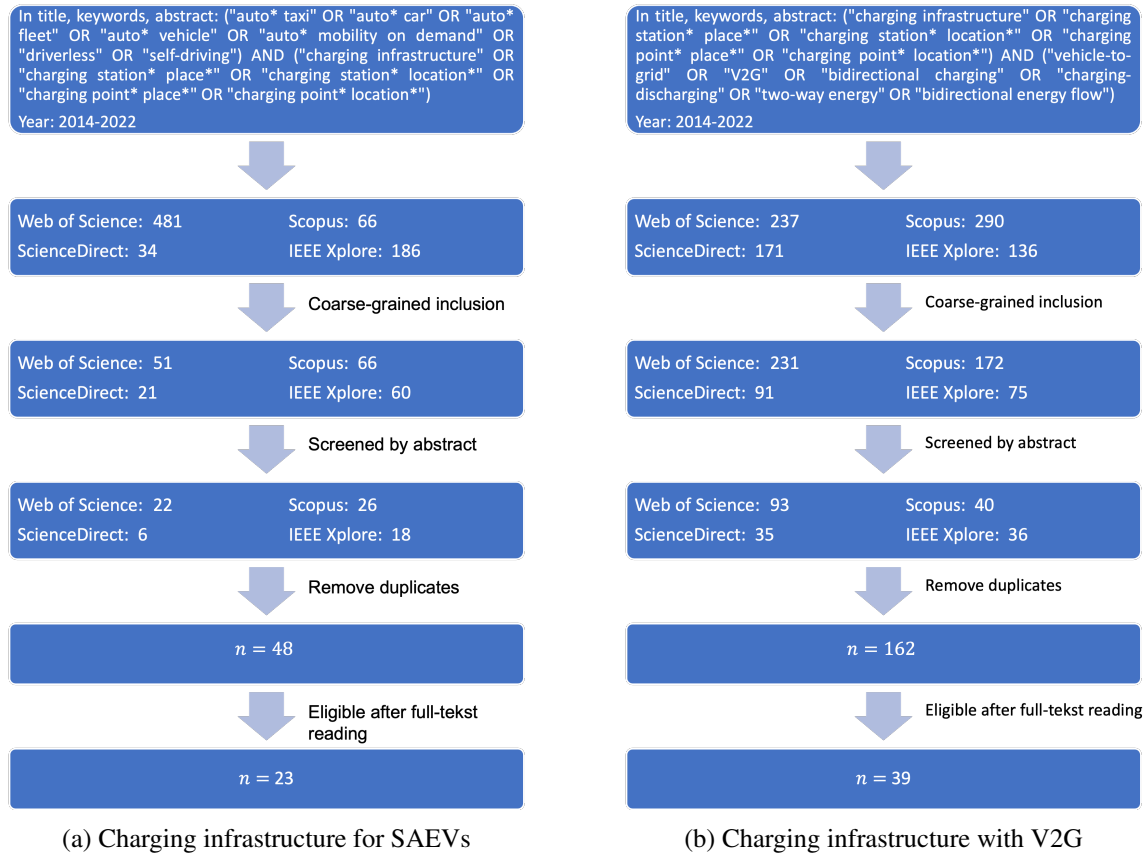 In title, keywords, abstract: ("auto* taxi" OR "auto* car" OR "auto*
fleet" OR "auto* vehicle" OR "auto* mobility on demand" OR
"driverless" OR "self-driving") AND ("charging infrastructure" OR
"charging station* place*" OR "charging station* location*" OR
"charging point* place*" OR "charging point* location*")
Year: 2014-2022
Web of Science: 481 Scopus: 66
ScienceDirect: 34 IEEE Xplore: 186
Coarse-grained inclusion
Web of Science: 51 Scopus: 66
ScienceDirect: 21 IEEE Xplore: 60
Screened by abstract
Web of Science: 22 Scopus: 26
ScienceDirect: 6 IEEE Xplore: 18
Remove duplicates
n = 48
Eligible after full-tekst
reading
n = 23
(a) Charging infrastructure for SAEVs
In title, keywords, abstract: ("charging infrastructure" OR "charging
station* place*" OR "charging station* location*" OR "charging
point* place*" OR "charging point* location*") AND ("vehicle-to-
grid" OR "V2G" OR "bidirectional charging" OR "charging-
discharging" OR "two-way energy" OR "bidirectional energy flow")
Year: 2014-2022
Web of Science: 237 Scopus: 290
ScienceDirect: 171 IEEE Xplore: 136
Coarse-grained inclusion
Web of Science: 231 Scopus: 172
ScienceDirect: 91 IEEE Xplore: 75
Screened by abstract
Web of Science: 93 Scopus: 40
ScienceDirect: 35 IEEE Xplore: 36
Remove duplicates
n = 162
Eligible after full-tekst reading
n = 39
(b) Charging infrastructure with V2G